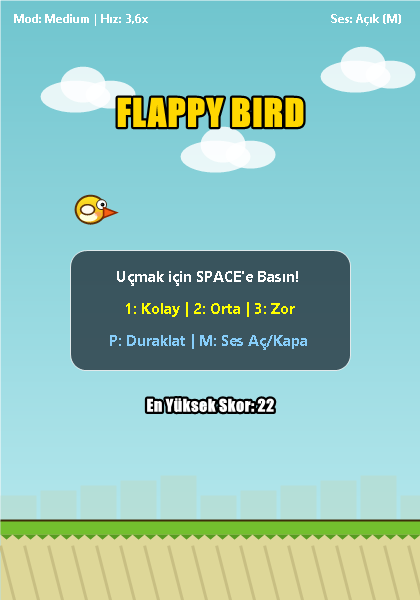 Mod: Medium | Hız: 3,6x
Ses: Açık (M)
FLAPPY BIRD
Uçmak için SPACE'e Basın!
1: Kolay | 2: Orta | 3: Zor
P: Duraklat | M: Ses Aç/Kapa
En Yüksek Skor: 22